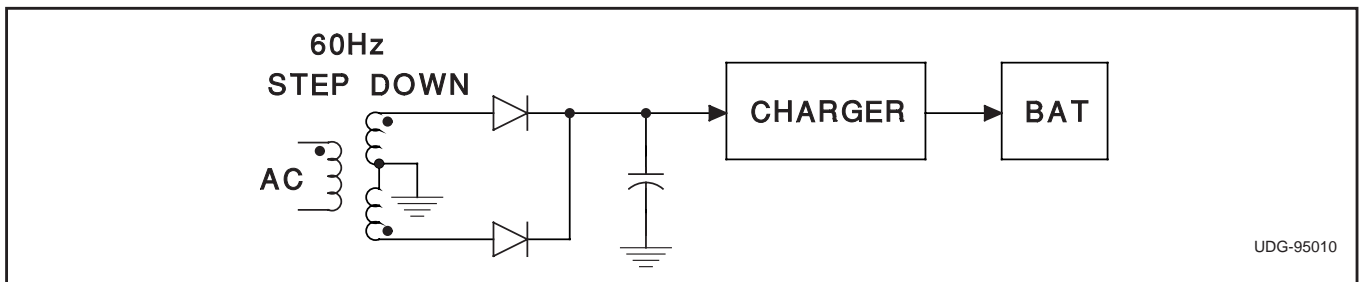 60Hz
STEP DOWN
AC
CHARGER
BAT
UDG-95010